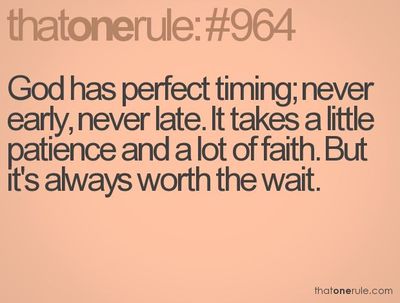 thatonerule: #964
God has perfect timing; never
early, never late. It takes a little
patience and a lot of faith. But
it's always worth the wait.
thatonerule.com